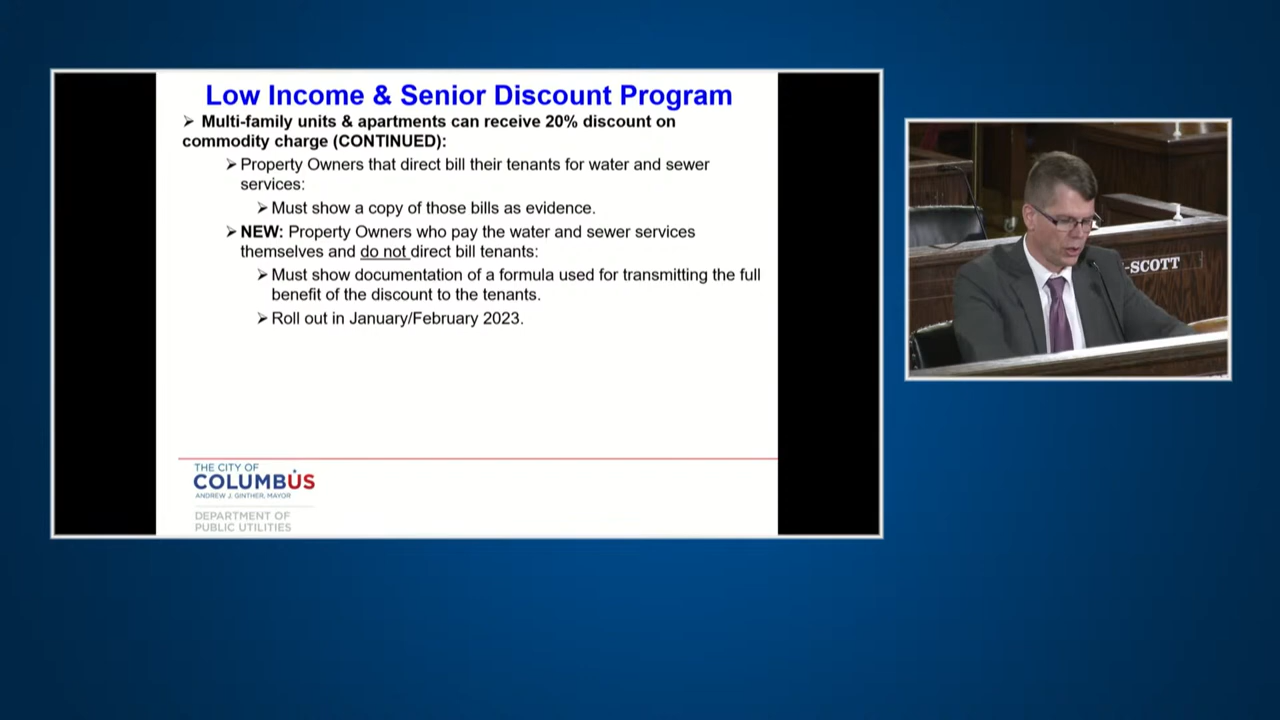 Low Income & Senior Discount Program
➢ Multi-family units & apartments can receive 20% discount on
commodity charge (CONTINUED):
➢Property Owners that direct bill their tenants for water and sewer
services:
➢Must show a copy of those bills as evidence.
➢NEW: Property Owners who pay the water and sewer services
themselves and do not direct bill tenants:
➢Must show documentation of a formula used for transmitting the full
benefit of the discount to the tenants.
➢Roll out in January/February 2023.
THE CITY OF
COLUMBUS
ANDREW J. GINTHER, MAYOR
DEPARTMENT OF
PUBLIC UTILITIES
-SCOTT